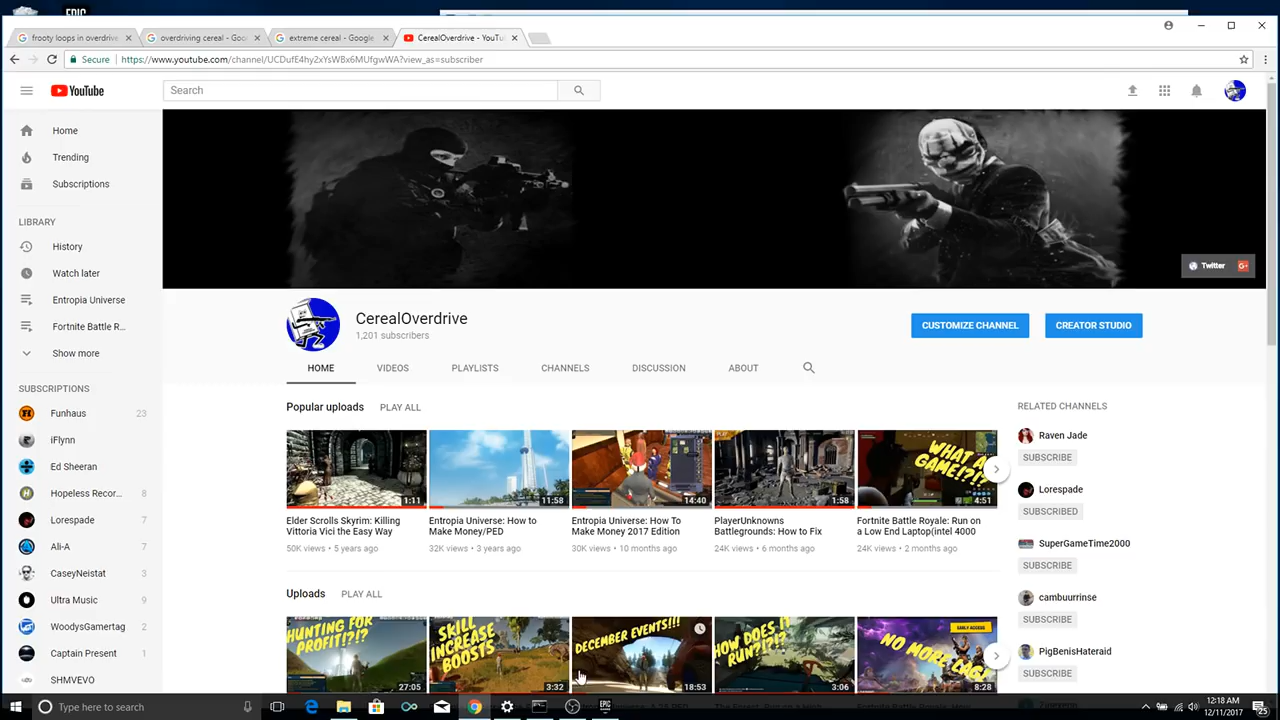 EPIC
frooty loops in overdrive
overdriving cereal - Goo
extreme cereal - Google
CerealOverdrive - YouTu
Secure
https://www.youtube.com/channel/UCDufE4hy2xYsWBx6MUfgwWA?view_as=subscriber
YouTube
Search
Home
Trending
Subscriptions
LIBRARY
History
Watch later
Entropia Universe
Fortnite Battle R...
Show more
SUBSCRIPTIONS
Funhaus 23
iFlynn
Ed Sheeran
Hopeless Recor... 8
Lorespade 7
Ali-A 7
CaseyNeistat 3
Ultra Music 9
WoodysGamertag 2
Captain Present 1
SHMVEVO
Twitter G+
CerealOverdrive
1,201 subscribers
CUSTOMIZE CHANNEL
CREATOR STUDIO
HOME
VIDEOS
PLAYLISTS
CHANNELS
DISCUSSION
ABOUT
Popular uploads PLAY ALL
1:11
Elder Scrolls Skyrim: Killing
Vittoria Vici the Easy Way
50K views • 5 years ago
11:58
Entropia Universe: How to
Make Money/PED
32K views • 3 years ago
14:40
Entropia Universe: How To
Make Money 2017 Edition
30K views • 10 months ago
1:58
PlayerUnknowns
Battlegrounds: How to Fix
24K views • 6 months ago
WHAT A
GAME!?!?
4:51
Fortnite Battle Royale: Run on
a Low End Laptop(intel 4000
24K views • 2 months ago
Uploads PLAY ALL
HUNTING FOR
PROFIT!?!?
27:05
SKILL
INCREASE
BOOSTS
3:32
DECEMBER EVENTS!!!
18:53
HOW DOES IT
RUN?!?!?
3:06
EARLY ACCESS
NO MORE LAG
8:28
RELATED CHANNELS
Raven Jade
SUBSCRIBE
Lorespade
SUBSCRIBED
SuperGameTime2000
SUBSCRIBE
cambuurrinse
SUBSCRIBE
PigBenisHateraid
SUBSCRIBE
Type here to search
EPIC
12:18 AM
12/11/2017
25